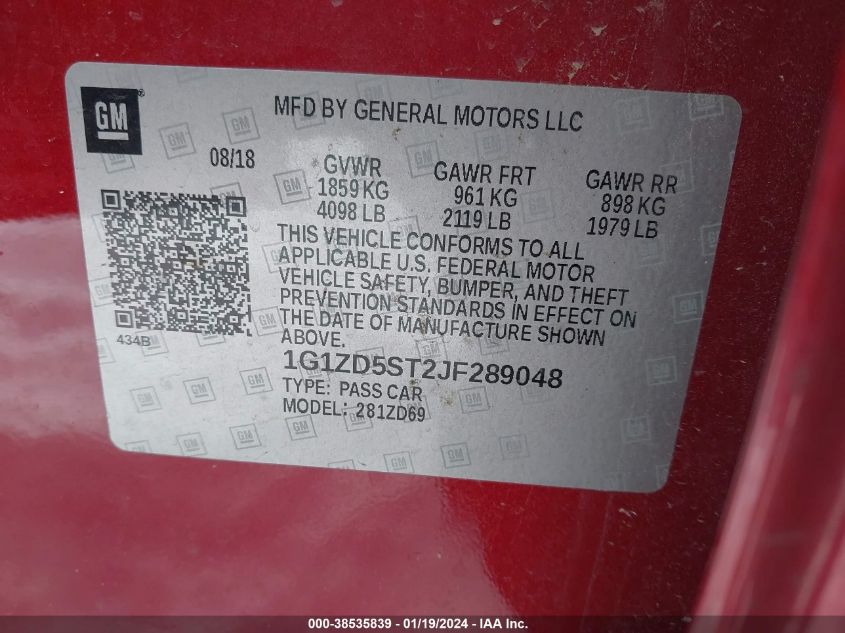 GM
MFD BY GENERAL MOTORS LLC
08/18
GVWR
1859 KG
4098 LB
GAWR FRT
961 KG
2119 LB
GAWR RR
898 KG
1979 LB
THIS VEHICLE CONFORMS TO ALL
APPLICABLE U.S. FEDERAL MOTOR
VEHICLE SAFETY, BUMPER, AND THEFT
PREVENTION STANDARDS IN EFFECT ON
THE DATE OF MANUFACTURE SHOWN
ABOVE.
434B
1G1ZD5ST2JF289048
TYPE: PASS CAR
MODEL: 281ZD69
000-38535839 - 01/19/2024 - IAA Inc.